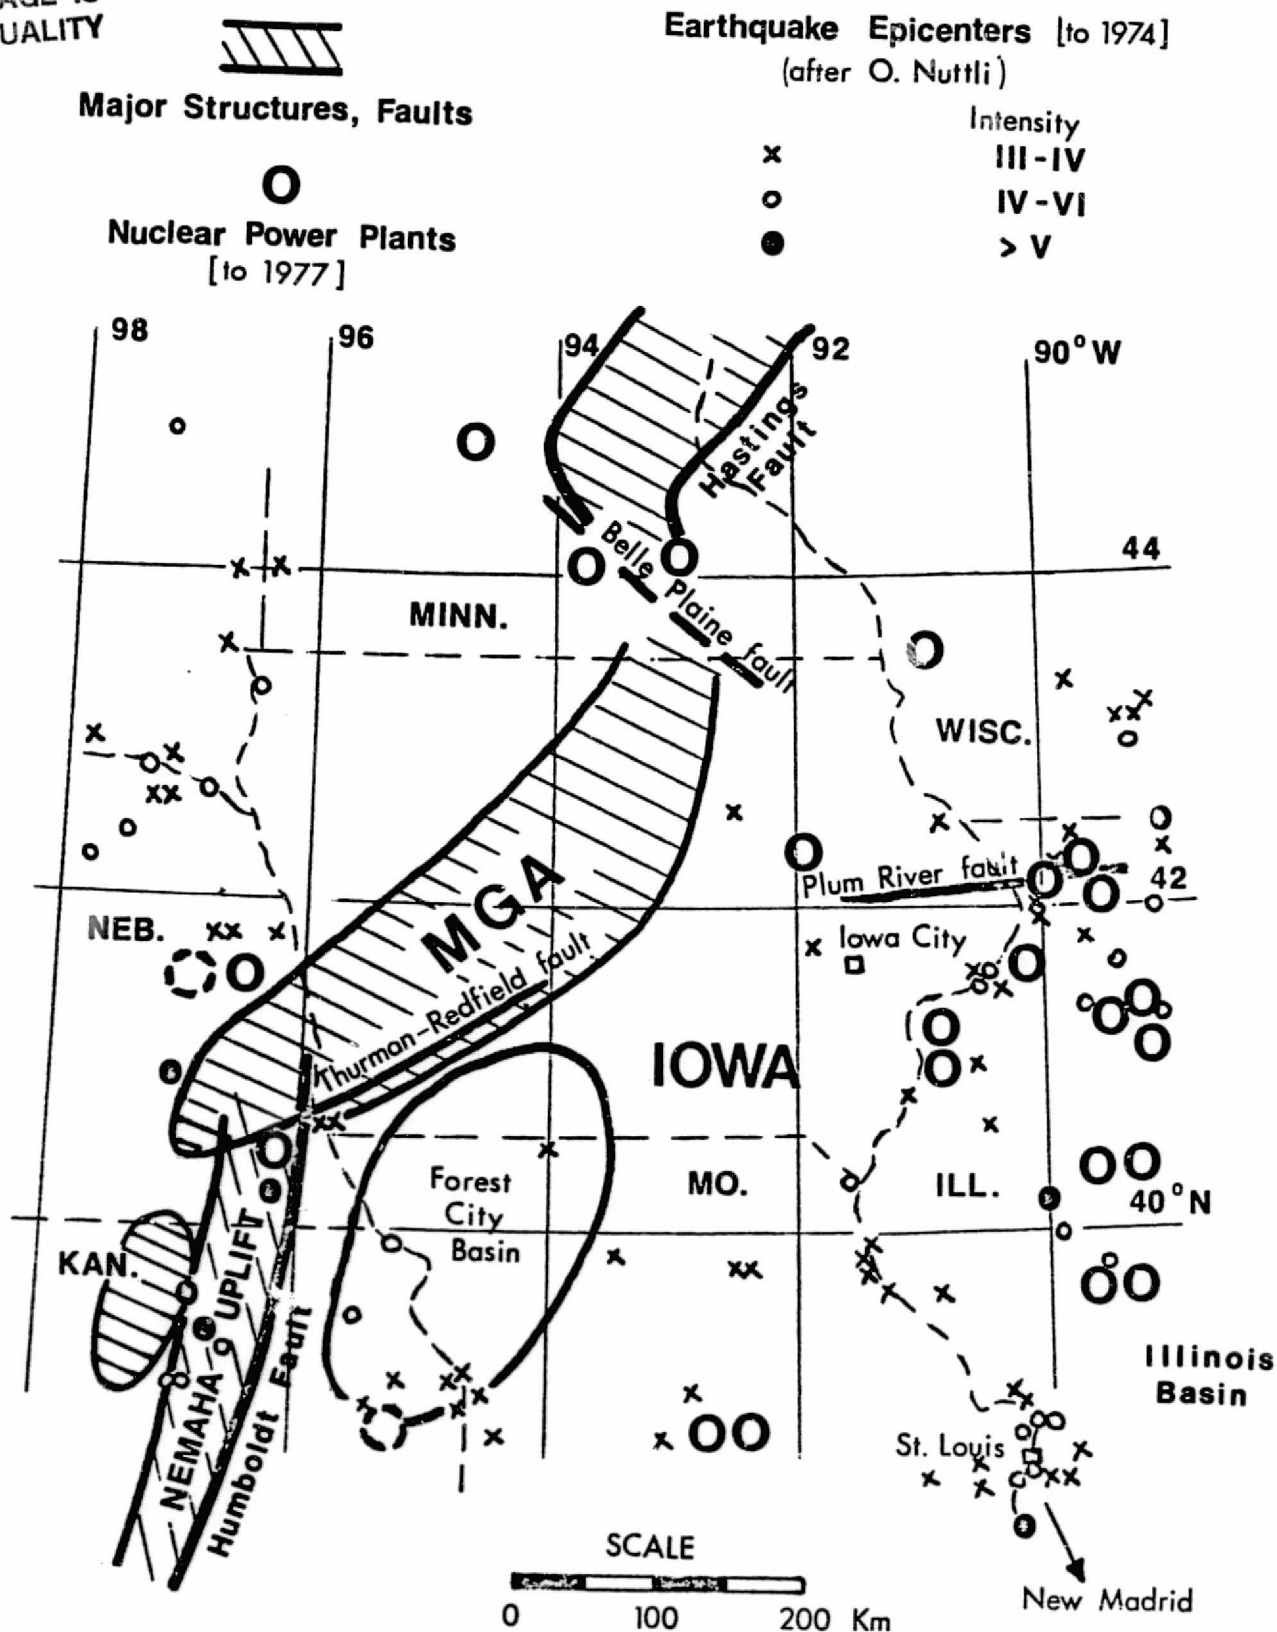 UALITY
Major Structures, Faults
Nuclear Power Plants
[to 1977]
Earthquake Epicenters [to 1974]
(after O. Nuttli)
Intensity
III-IV
IV-VI
> V
98
96
94
92
90°W
Hastings
Fault
Belle Plaine fault
44
MINN.
WISC.
MGA
Plum River fault
42
NEB.
Iowa City
Thurman-Redfield fault
IOWA
Forest
City
Basin
MO.
ILL.
40°N
KAN.
NEMAHA UPLIFT
Humboldt Fault
Illinois
Basin
St. Louis
New Madrid
SCALE
0 100 200 Km